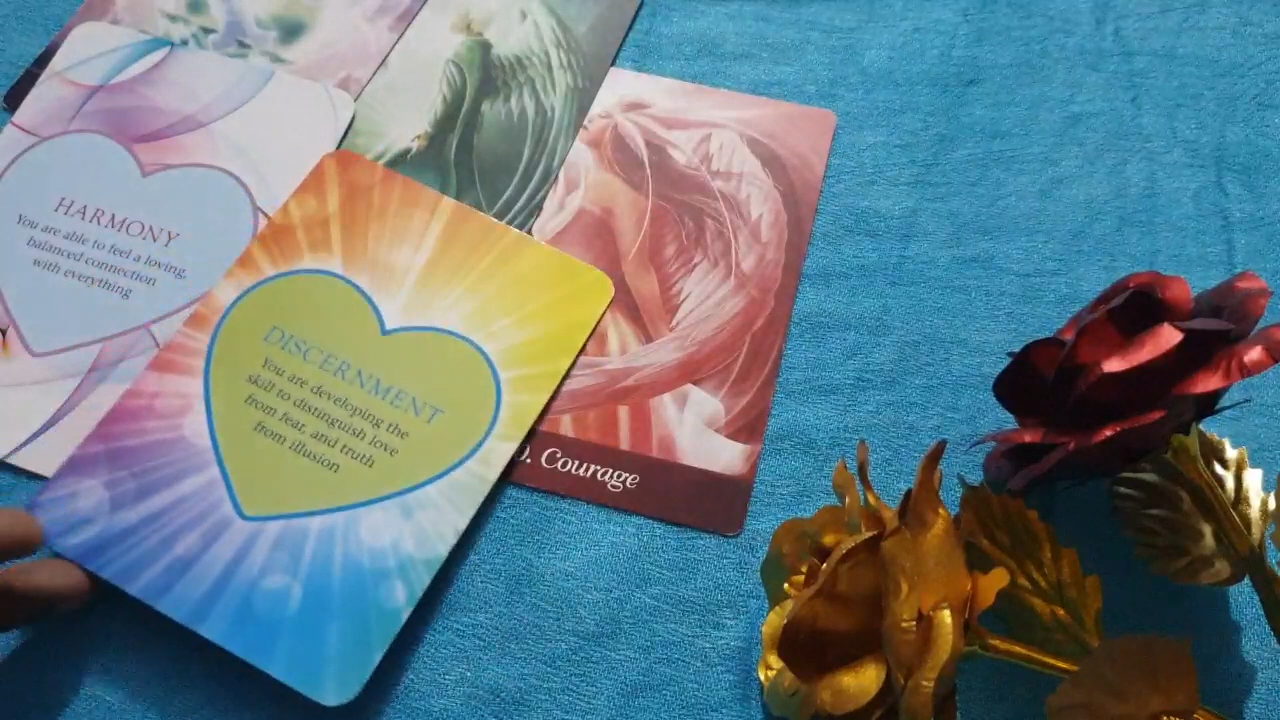 HARMONY
You are able to feel a loving,
balanced connection
with everything
DISCERNMENT
You are developing the
skill to distinguish love
from fear, and truth
from illusion
. Courage